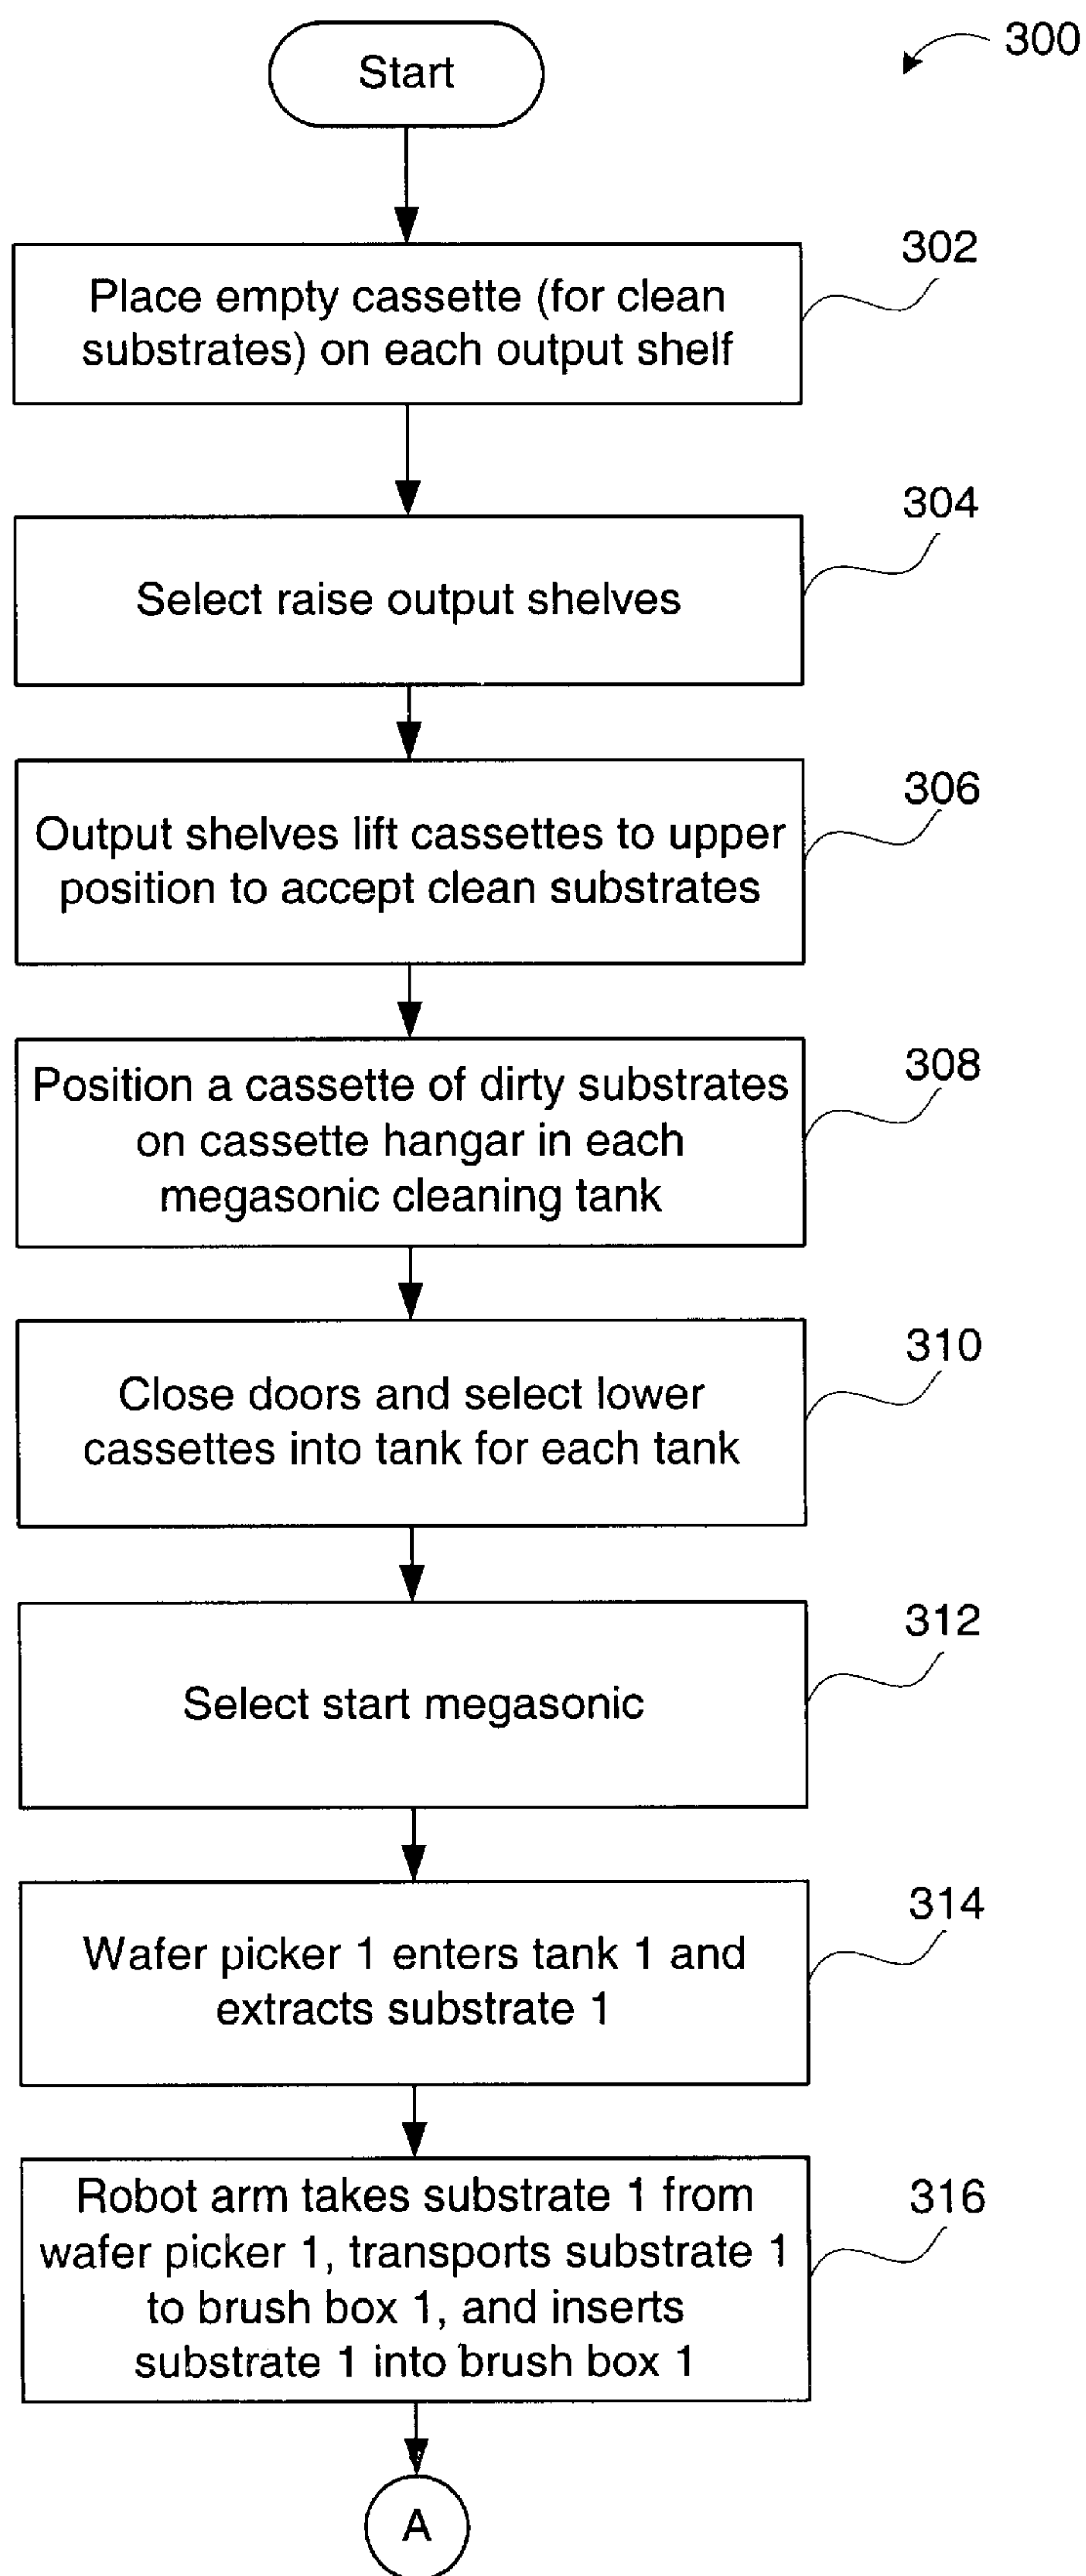 300
Start
302
Place empty cassette (for clean
substrates) on each output shelf
304
Select raise output shelves
306
Output shelves lift cassettes to upper
position to accept clean substrates
308
Position a cassette of dirty substrates
on cassette hangar in each
megasonic cleaning tank
310
Close doors and select lower
cassettes into tank for each tank
312
Select start megasonic
314
Wafer picker 1 enters tank 1 and
extracts substrate 1
316
Robot arm takes substrate 1 from
wafer picker 1, transports substrate 1
to brush box 1, and inserts
substrate 1 into brush box 1
A